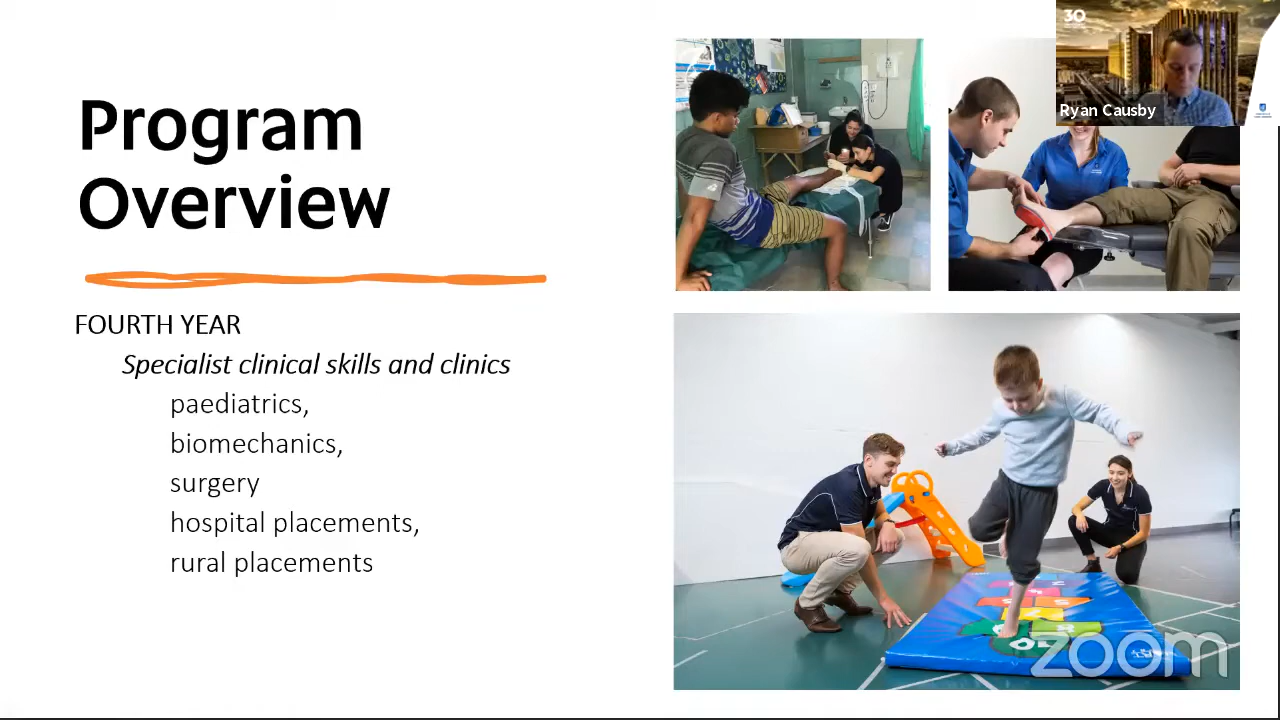 Program
Overview
FOURTH YEAR
Specialist clinical skills and clinics
paediatrics,
biomechanics,
surgery
hospital placements,
rural placements
30
Ryan Causby
zoom